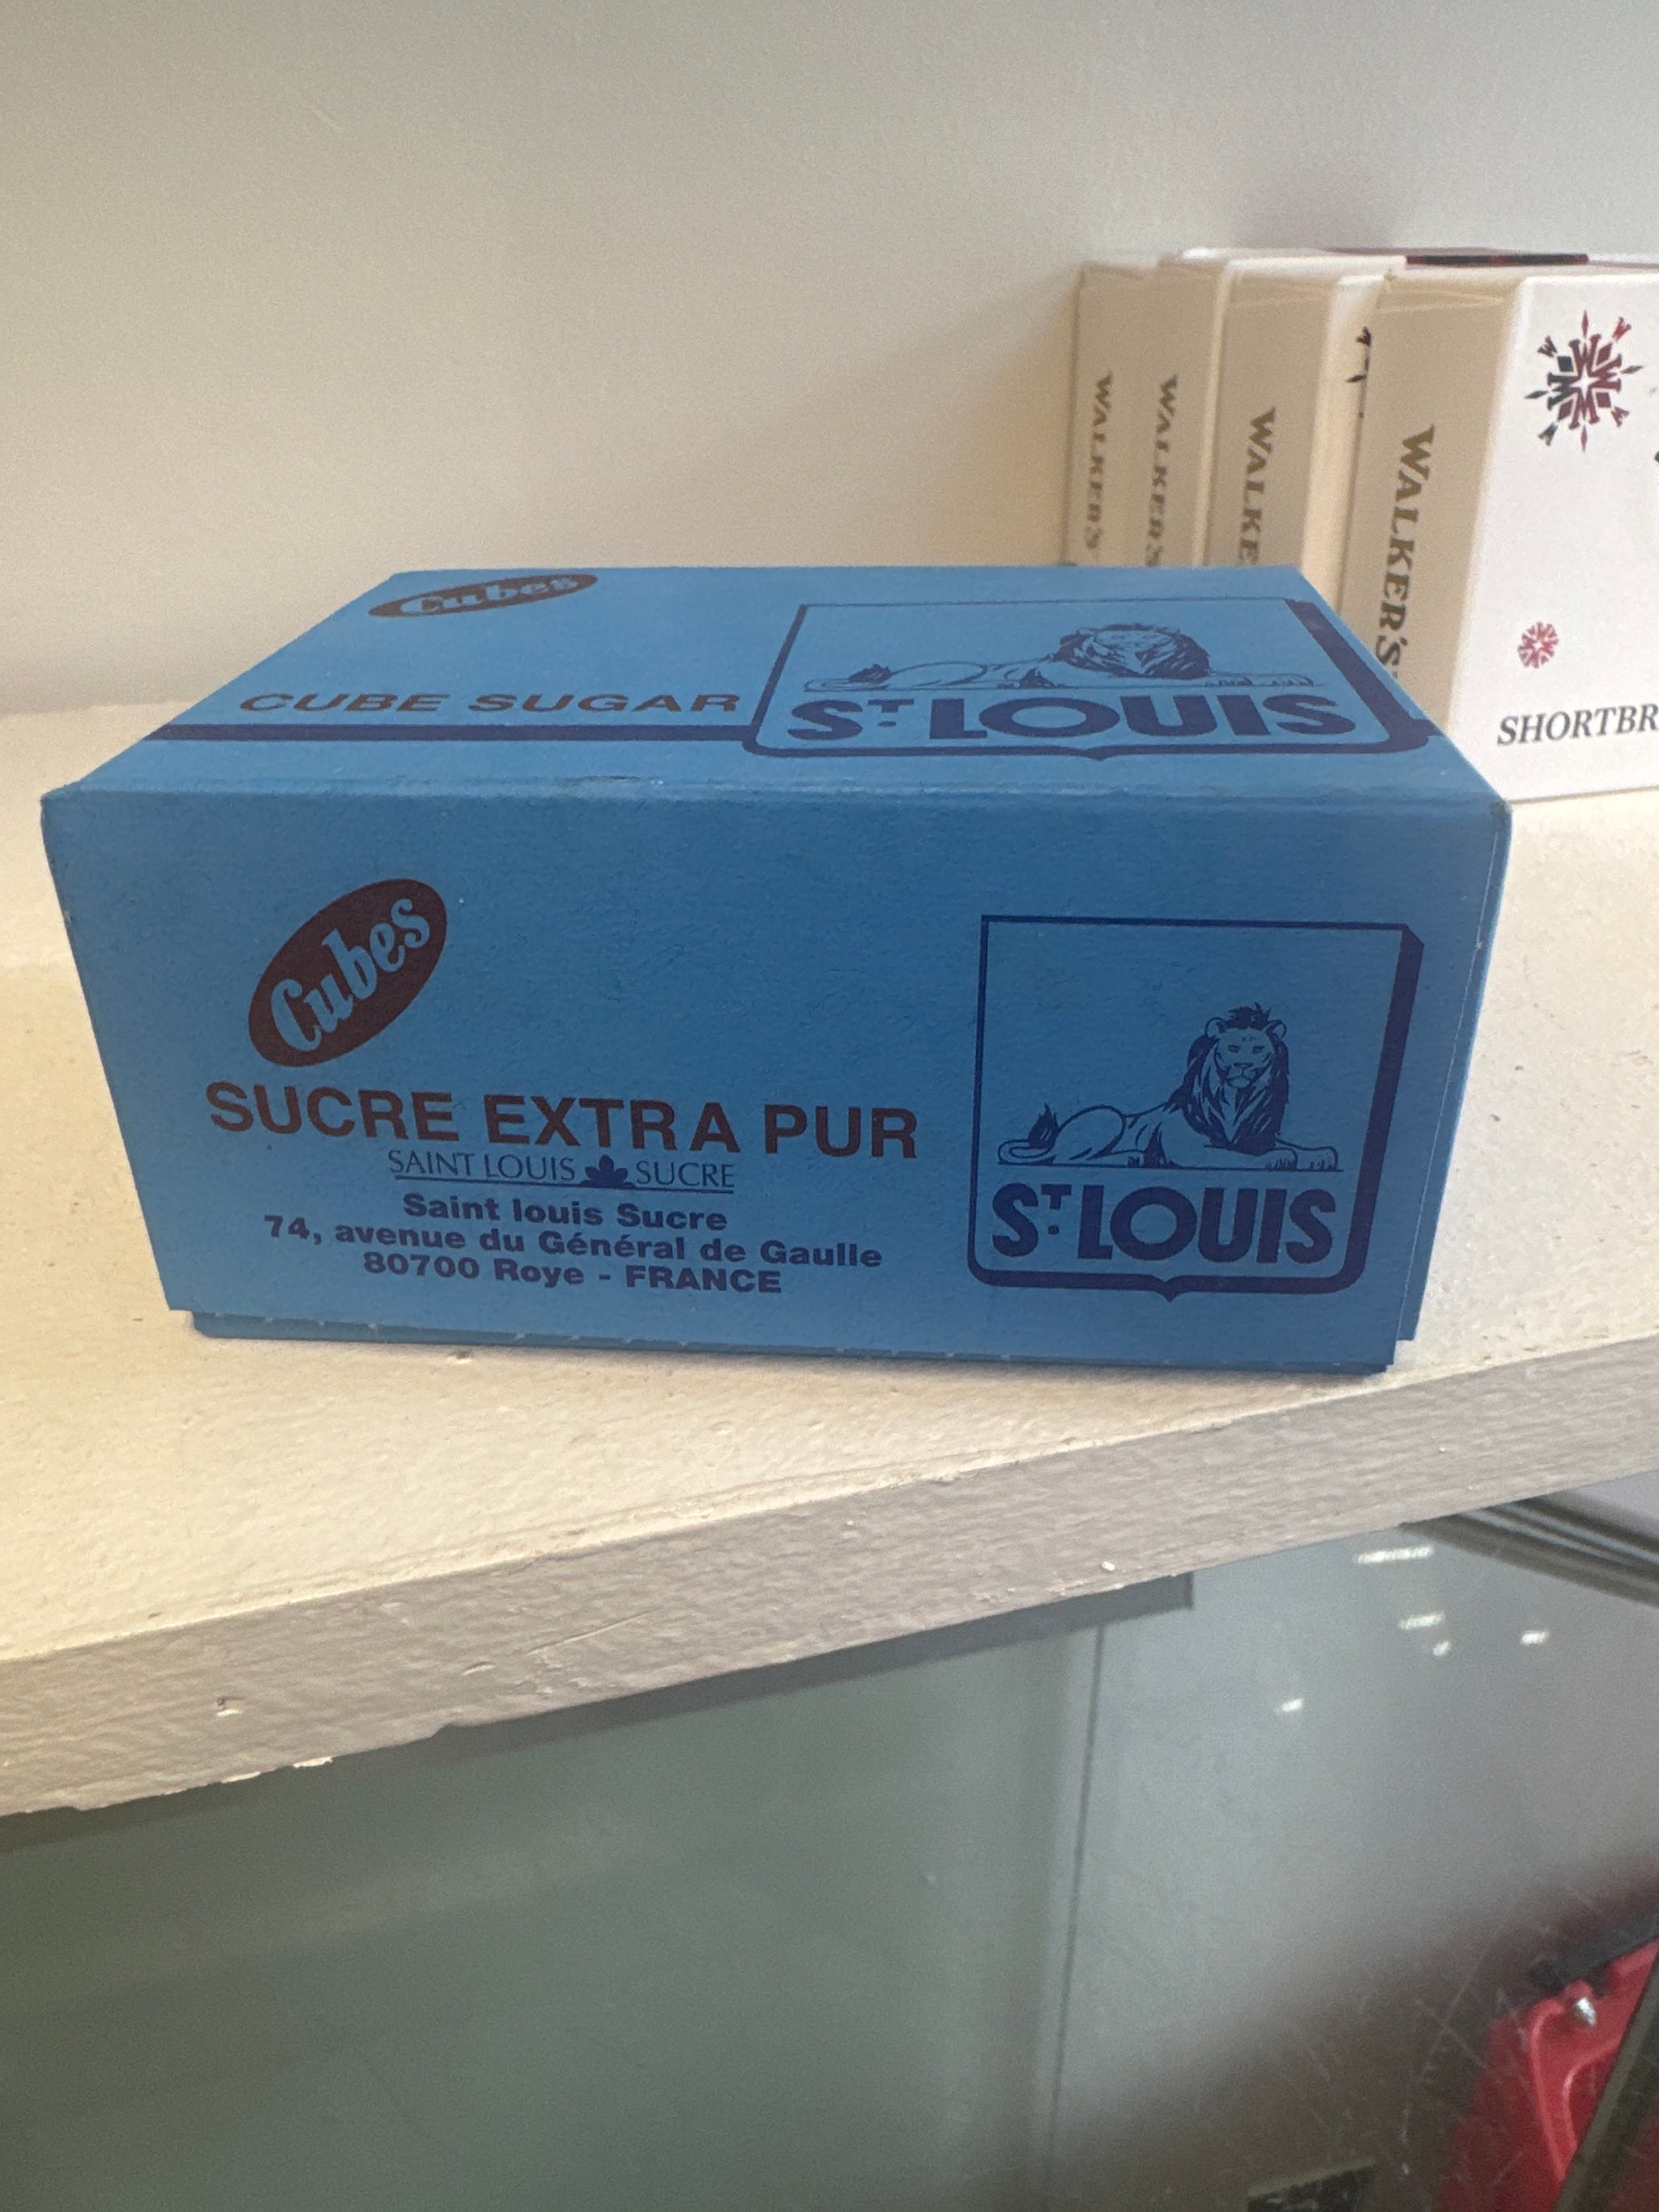 Cubes
CUBE SUGAR
ST. LOUIS
Cubes
SUCRE EXTRA PUR
SAINT LOUIS SUCRE
Saint louis Sucre
74, avenue du Général de Gaulle
80700 Roye - FRANCE
ST. LOUIS
WALKER'S
WALKER'S
WALKE
WALKER'S
SHORTBR